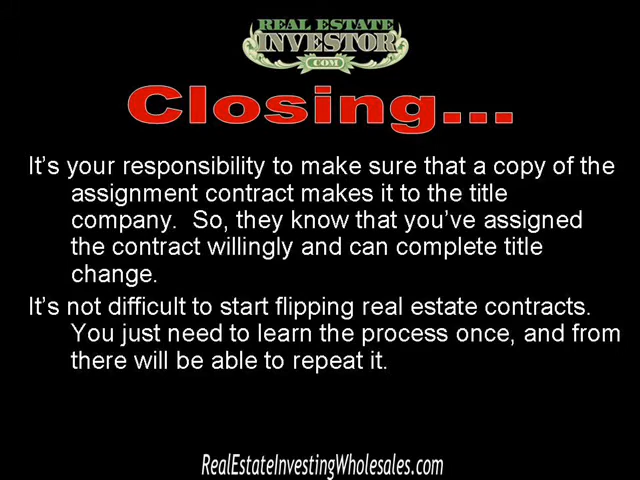 REAL ESTATE
INVESTOR
COM
Closing...
It's your responsibility to make sure that a copy of the
assignment contract makes it to the title
company.  So, they know that you've assigned
the contract willingly and can complete title
change.
It's not difficult to start flipping real estate contracts.
You just need to learn the process once, and from
there will be able to repeat it.
RealEstateInvestingWholesales.com